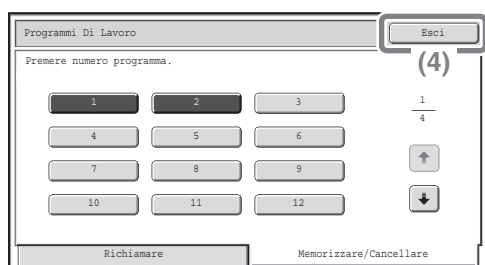 Programmi Di Lavoro Esci
(4)
Premere numero programma.
1 2 3
1
4
4 5 6
7 8 9
10 11 12
Richiamare Memorizzare/Cancellare